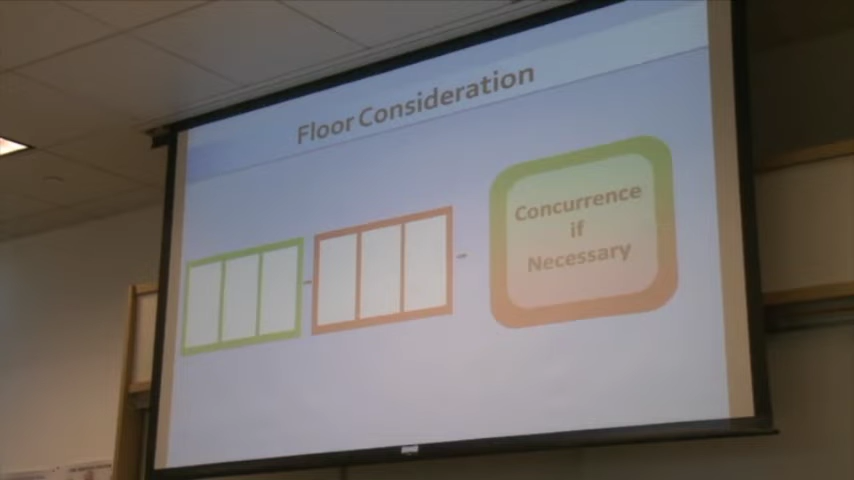 Floor Consideration
Concurrence
if
Necessary